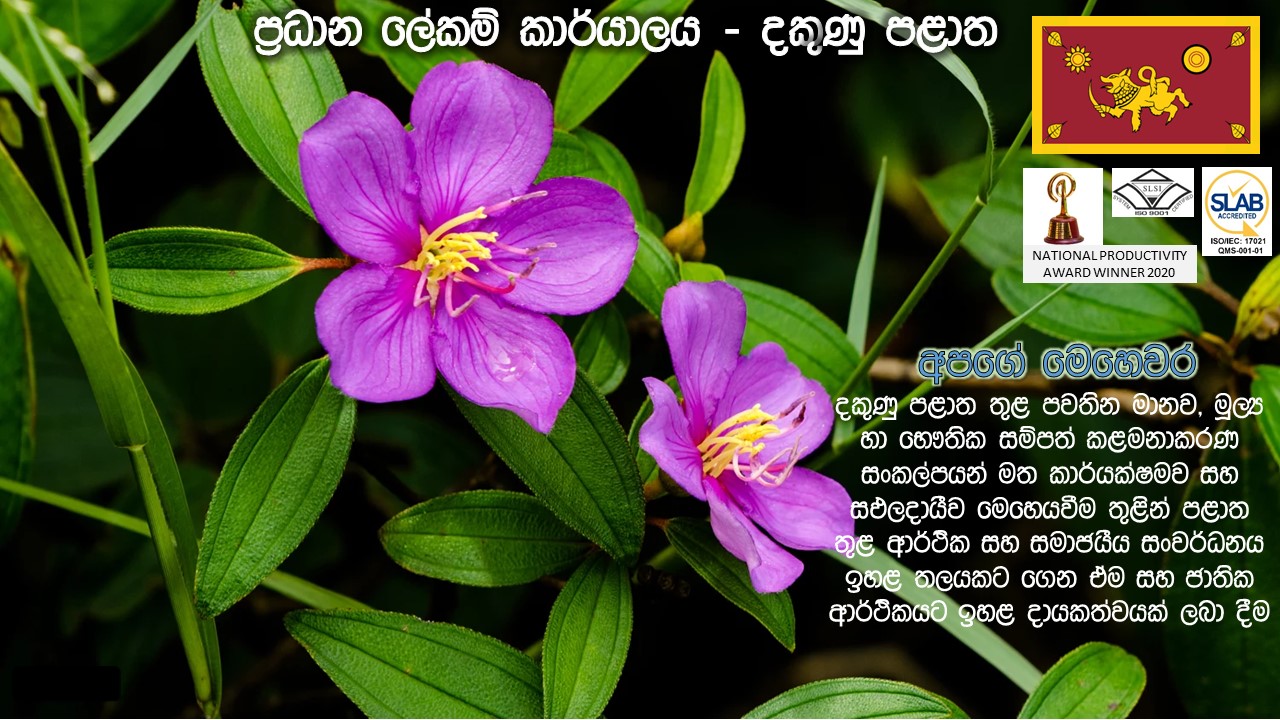 ප්‍රධාන ලේකම් කාර්යාලය - දකුණු පළාත
SLSI
SYSTEM CERTIFIED
ISO 9001
SLAB
ACCREDITED
ISO/IEC: 17021
QMS-001-01
NATIONAL PRODUCTIVITY
AWARD WINNER 2020
අපගේ මෙහෙවර
දකුණු පළාත තුළ පවතින මානව, මූල්‍ය
හා භෞතික සම්පත් කළමනාකරණ
සංකල්පයන් මත කාර්යක්ෂමව සහ
සඵලදායීව මෙහෙයවීම තුළින් පළාත
තුළ ආර්ථික සහ සමාජයීය සංවර්ධනය
ඉහළ තලයකට ගෙන ඒම සහ ජාතික
ආර්ථිකයට ඉහළ දායකත්වයක් ලබා දීම